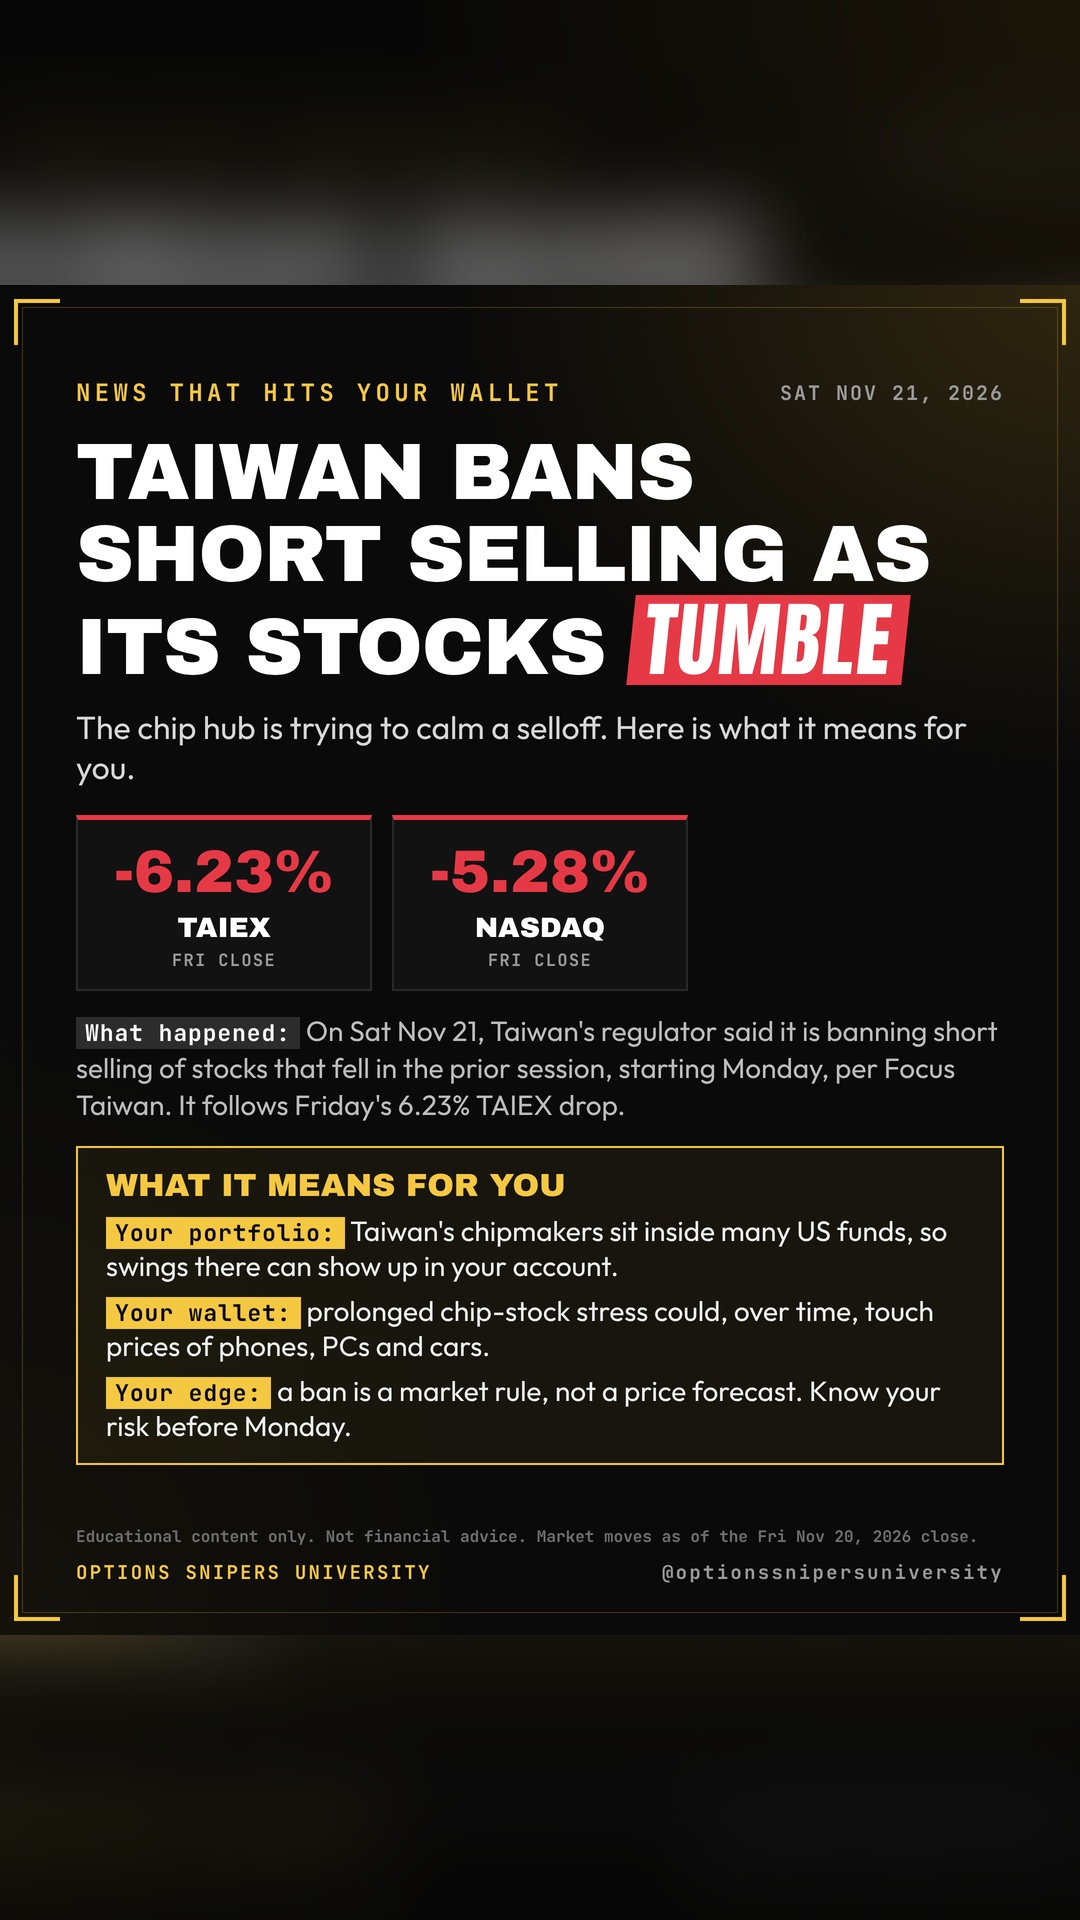 NEWS THAT HITS YOUR WALLET
SAT NOV 21, 2026
TAIWAN BANS
SHORT SELLING AS
ITS STOCKS TUMBLE
The chip hub is trying to calm a selloff. Here is what it means for
you.
-6.23%
TAIEX
FRI CLOSE
-5.28%
NASDAQ
FRI CLOSE
What happened: On Sat Nov 21, Taiwan's regulator said it is banning short
selling of stocks that fell in the prior session, starting Monday, per Focus
Taiwan. It follows Friday's 6.23% TAIEX drop.
WHAT IT MEANS FOR YOU
Your portfolio: Taiwan's chipmakers sit inside many US funds, so
swings there can show up in your account.
Your wallet: prolonged chip-stock stress could, over time, touch
prices of phones, PCs and cars.
Your edge: a ban is a market rule, not a price forecast. Know your
risk before Monday.
Educational content only. Not financial advice. Market moves as of the Fri Nov 20, 2026 close.
OPTIONS SNIPERS UNIVERSITY
@optionssnipersuniversity